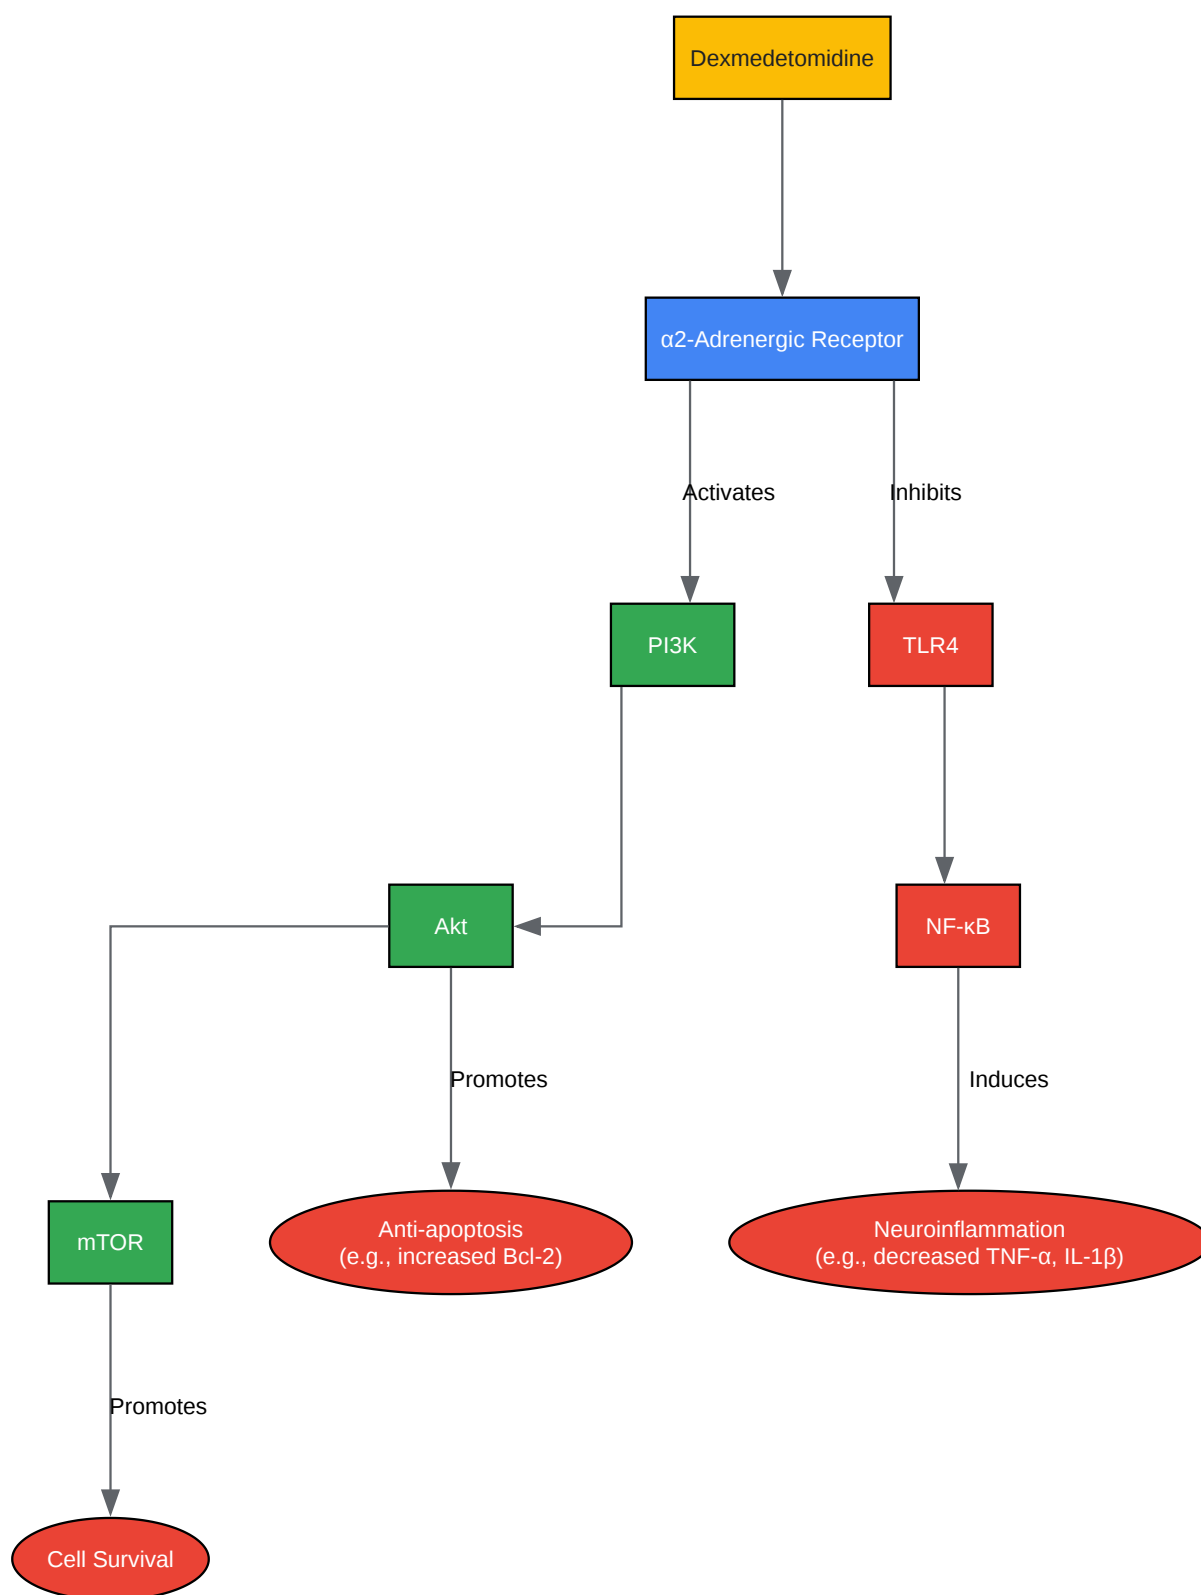 Dexmedetomidine
α2-Adrenergic Receptor
Activates
Inhibits
PI3K
TLR4
Akt
NF-κB
Promotes
Induces
mTOR
Anti-apoptosis
(e.g., increased Bcl-2)
Neuroinflammation
(e.g., decreased TNF-α, IL-1β)
Promotes
Cell Survival